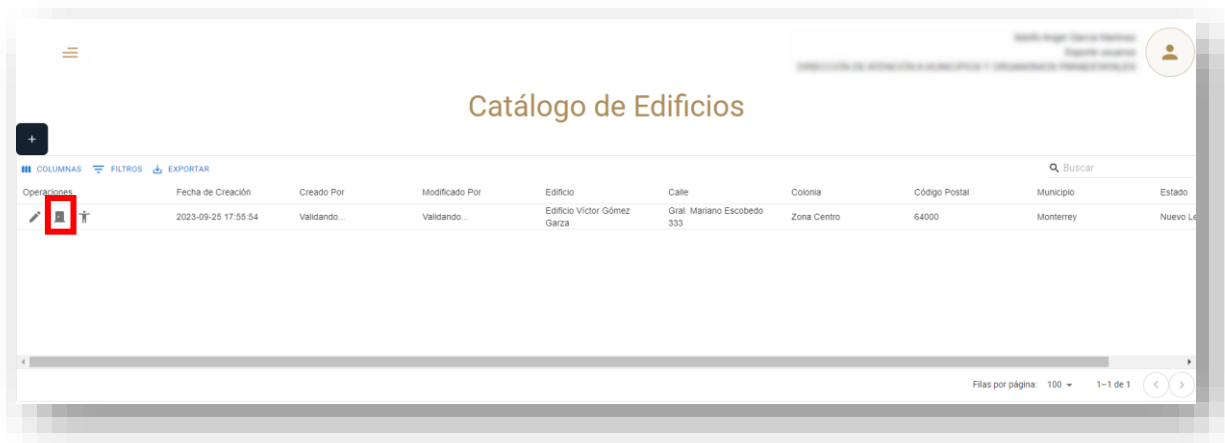 Catálogo de Edificios
+
COLUMNAS FILTROS EXPORTAR
Buscar
Operaciones Fecha de Creación Creado Por Modificado Por Edificio Calle Colonia Código Postal Municipio Estado
2023-09-25 17:55:54 Validando... Validando... Edificio Víctor Gómez Garza Gral. Mariano Escobedo 333 Zona Centro 64000 Monterrey Nuevo Le
Filas por página: 100 1–1 de 1